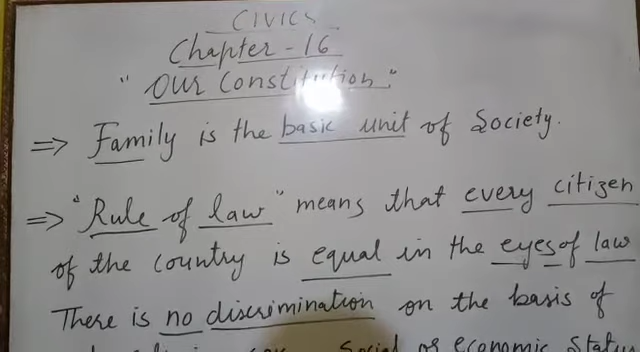 CIVICS
Chapter - 16
"Our Constitution"
⇒ Family is the basic unit of Society.
⇒ "Rule of law" means that every citizen
of the country is equal in the eyes of law
There is no discrimination on the basis of
Social or economic Status